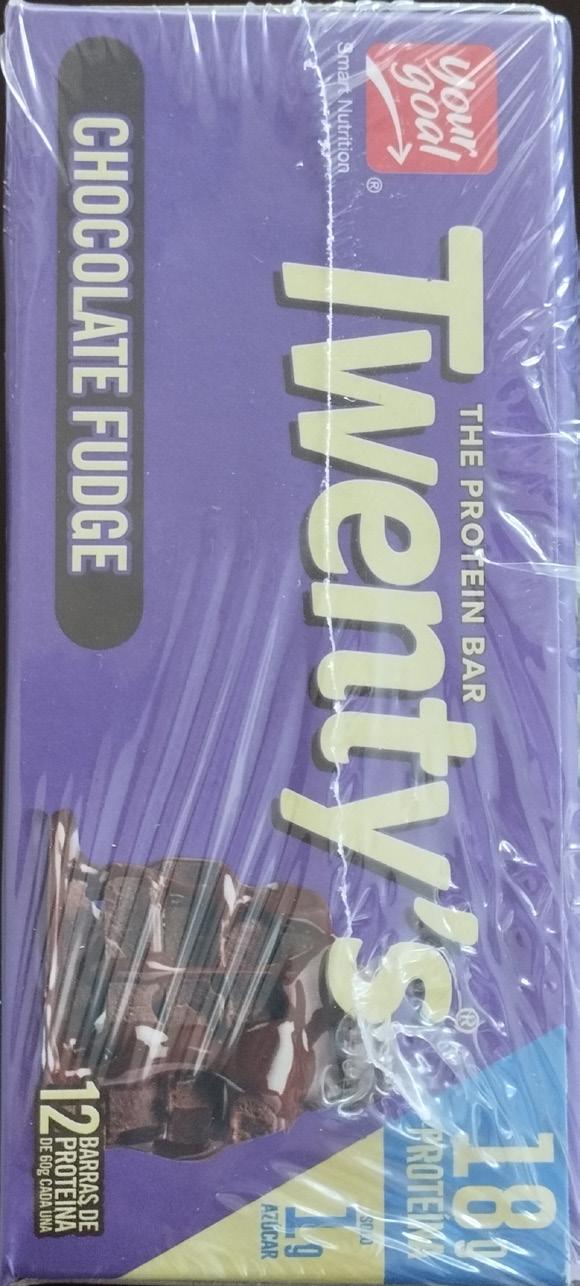 your
goal
®
Smart Nutrition
THE PROTEIN BAR
Twenty's®
CHOCOLATE FUDGE
18g
PROTEÍNA
SOLO
1g
AZÚCAR
12 BARRAS DE
PROTEÍNA
DE 60g CADA UNA